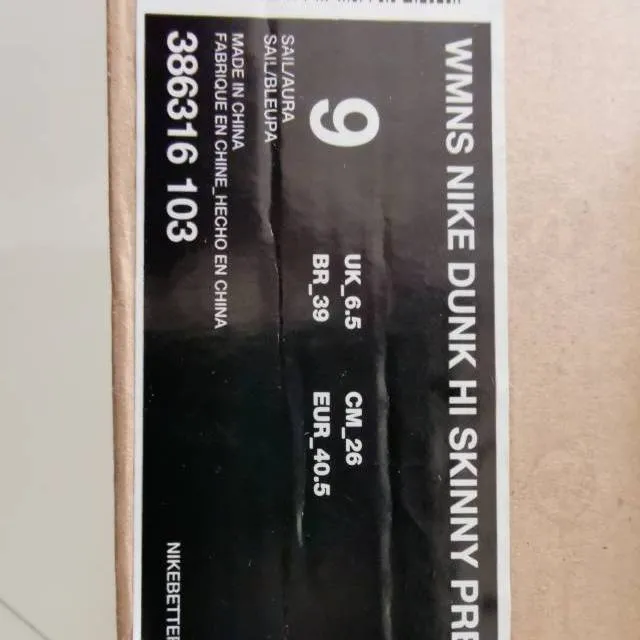 WMNS NIKE DUNK HI SKINNY PRE
9
UK_6.5 CM_26
BR_39 EUR_40.5
SAIL/AURA
SAIL/BLEUPA
MADE IN CHINA
FABRIQUE EN CHINE_HECHO EN CHINA
386316 103
NIKEBETTER